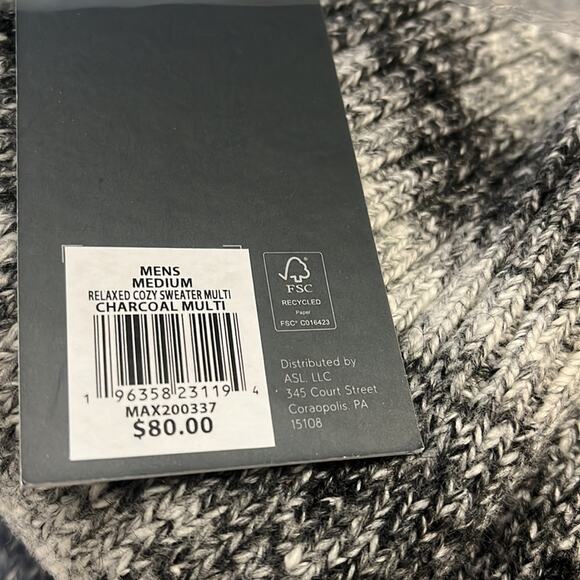 MENS
MEDIUM
RELAXED COZY SWEATER MULTI
CHARCOAL MULTI
1 96358 23119 4
MAX200337
$80.00
FSC
RECYCLED
Paper
FSC® C016423
Distributed by
ASL, LLC
345 Court Street
Coraopolis, PA
15108